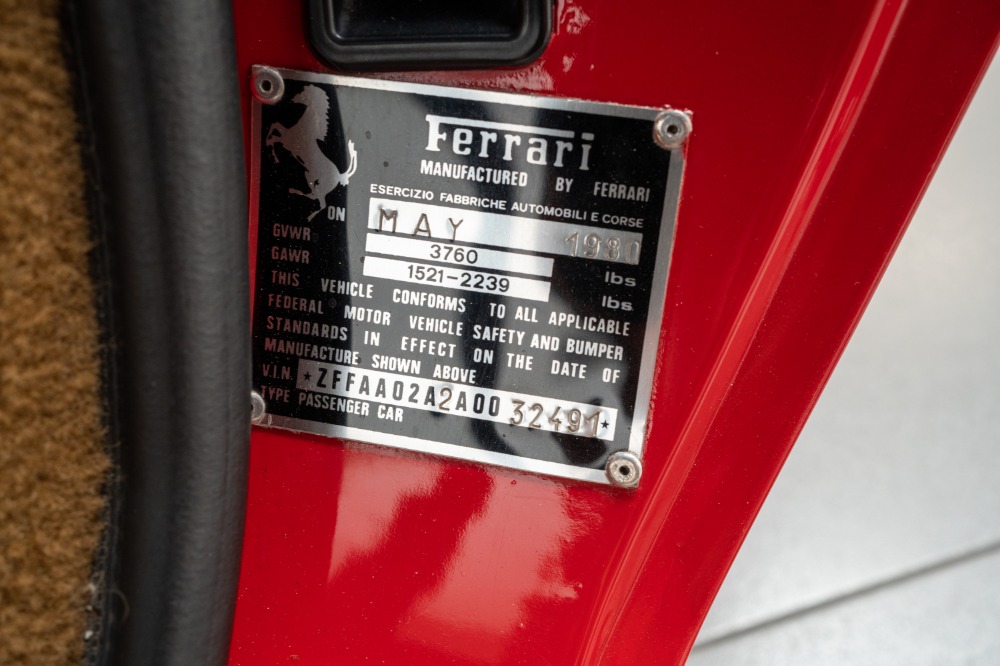 Ferrari
MANUFACTURED BY FERRARI
ESERCIZIO FABBRICHE AUTOMOBILI E CORSE
ON MAY 1980
GVWR 3760 lbs
GAWR 1521-2239 lbs
THIS VEHICLE CONFORMS TO ALL APPLICABLE
FEDERAL MOTOR VEHICLE SAFETY AND BUMPER
STANDARDS IN EFFECT ON THE DATE OF
MANUFACTURE SHOWN ABOVE
V.I.N. *ZFFAA02A2A0032491*
TYPE PASSENGER CAR